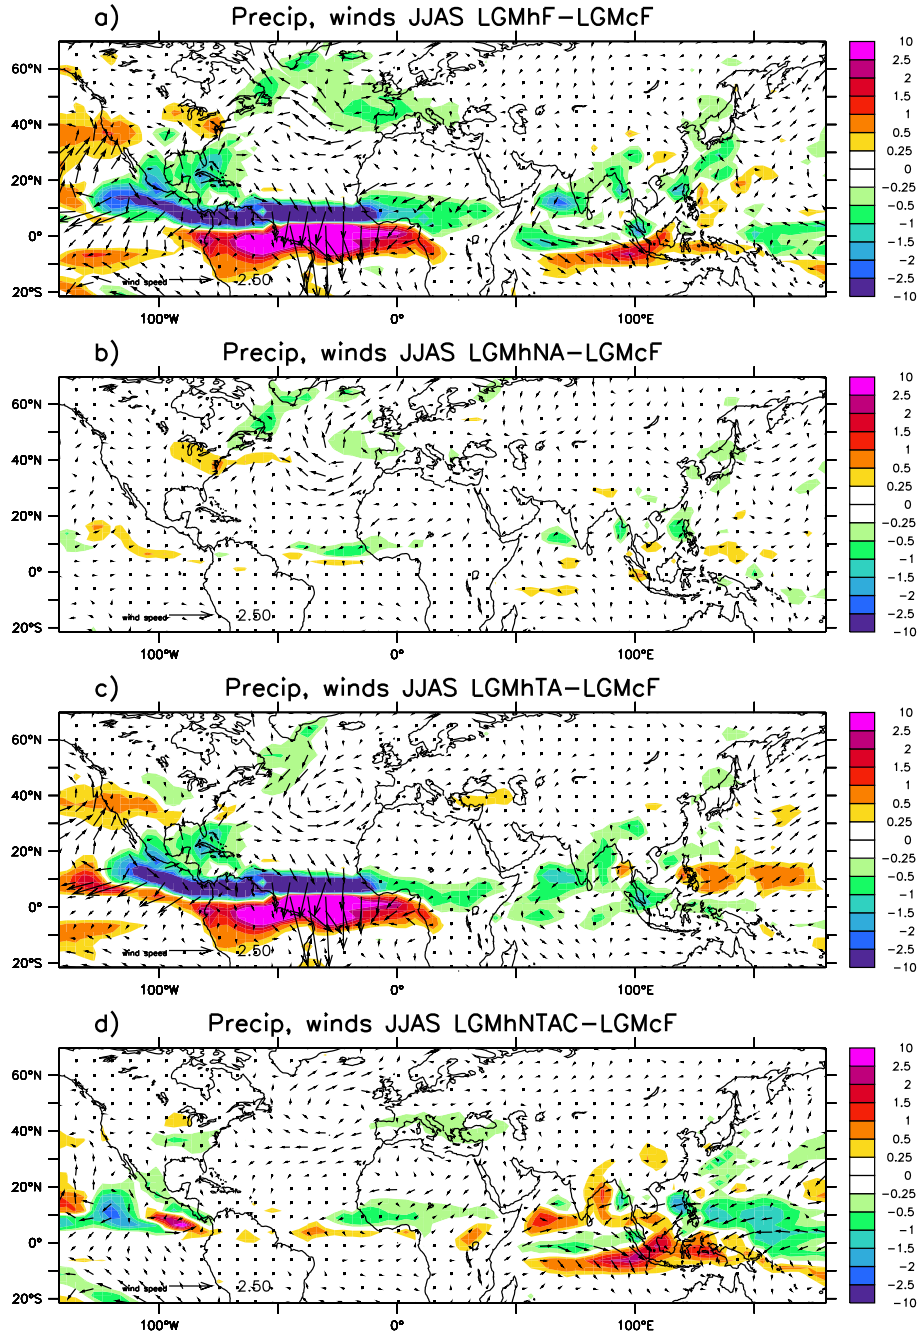 a) Precip, winds JJAS LGMhF-LGMcF
60°N
40°N
20°N
0°
20°S
wind speed 2.50
100°W 0° 100°E
10
2.5
2
1.5
1
0.5
0.25
0
-0.25
-0.5
-1
-1.5
-2
-2.5
-10
b) Precip, winds JJAS LGMhNA-LGMcF
60°N
40°N
20°N
0°
20°S
wind speed 2.50
100°W 0° 100°E
10
2.5
2
1.5
1
0.5
0.25
0
-0.25
-0.5
-1
-1.5
-2
-2.5
-10
c) Precip, winds JJAS LGMhTA-LGMcF
60°N
40°N
20°N
0°
20°S
wind speed 2.50
100°W 0° 100°E
10
2.5
2
1.5
1
0.5
0.25
0
-0.25
-0.5
-1
-1.5
-2
-2.5
-10
d) Precip, winds JJAS LGMhNTAC-LGMcF
60°N
40°N
20°N
0°
20°S
wind speed 2.50
100°W 0° 100°E
10
2.5
2
1.5
1
0.5
0.25
0
-0.25
-0.5
-1
-1.5
-2
-2.5
-10